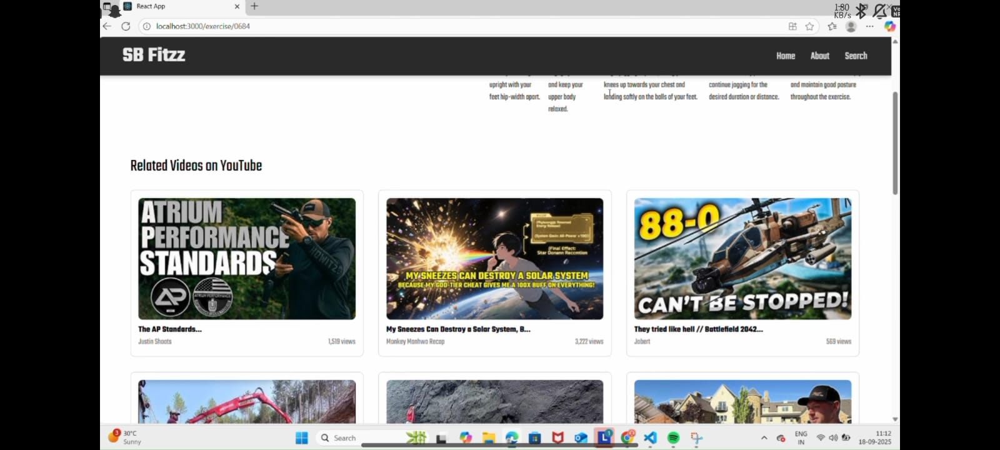 React App
1.80
KB/s
localhost:3000/exercise/0684
SB Fitzz
Home
About
Search
upright with your
feet hip-width apart.
and keep your
upper body
relaxed.
knees up towards your chest and
landing softly on the balls of your feet.
continue jogging for the
desired duration or distance.
and maintain good posture
throughout the exercise.
Related Videos on YouTube
ATRIUM
PERFORMANCE
STANDARDS
AP
The AP Standards...
Justin Shoots
1,519 views
MY SNEEZES CAN DESTROY A SOLAR SYSTEM
BECAUSE MY GOD-TIER CHEAT GIVES ME A 100X BUFF ON EVERYTHING!
My Sneezes Can Destroy a Solar System, B...
Monkey Manhwa Recap
3,222 views
88-0
CAN'T BE STOPPED!
They tried like hell // Battlefield 2042...
Jobert
569 views
3
30°C
Sunny
Search
L
1
ENG
IN
11:12
18-09-2025